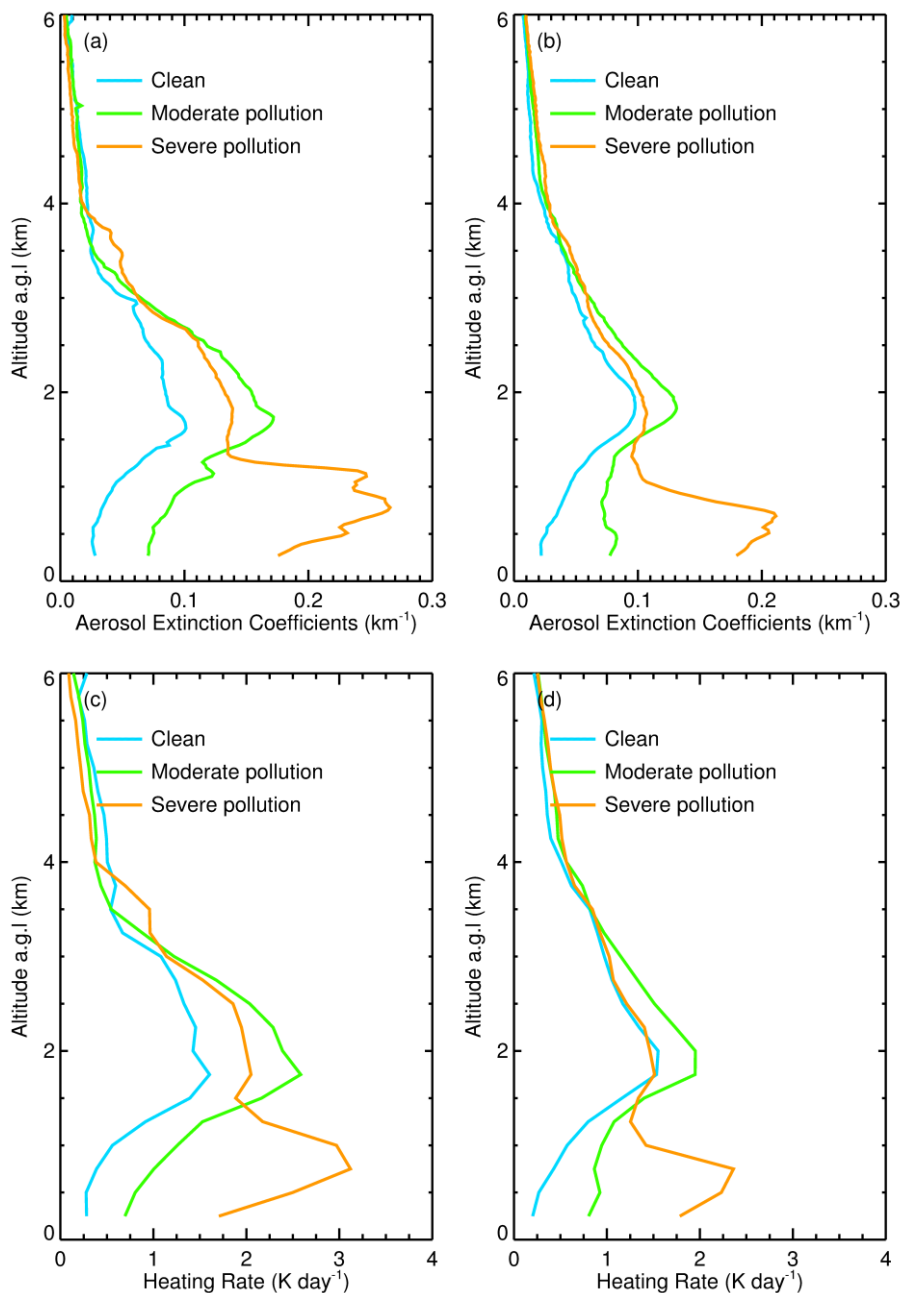 6
(a)
Clean
Moderate pollution
Severe pollution
4
2
0
Altitude a.g.l (km)
0.0 0.1 0.2 0.3
Aerosol Extinction Coefficients (km⁻¹)
6
(b)
Clean
Moderate pollution
Severe pollution
4
2
0
Altitude a.g.l (km)
0.0 0.1 0.2 0.3
Aerosol Extinction Coefficients (km⁻¹)
6
(c)
Clean
Moderate pollution
Severe pollution
4
2
0
Altitude a.g.l (km)
0 1 2 3 4
Heating Rate (K day⁻¹)
6
(d)
Clean
Moderate pollution
Severe pollution
4
2
0
Altitude a.g.l (km)
0 1 2 3 4
Heating Rate (K day⁻¹)